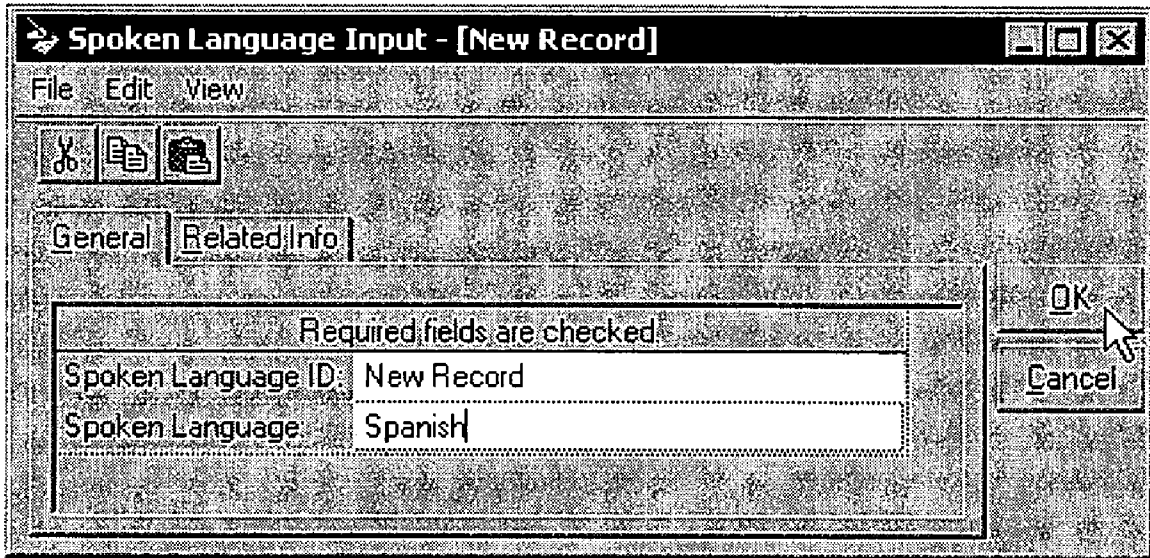 Spoken Language Input - [New Record]
File Edit View
General Related Info
Required fields are checked.
Spoken Language ID: New Record
Spoken Language: Spanish
OK
Cancel